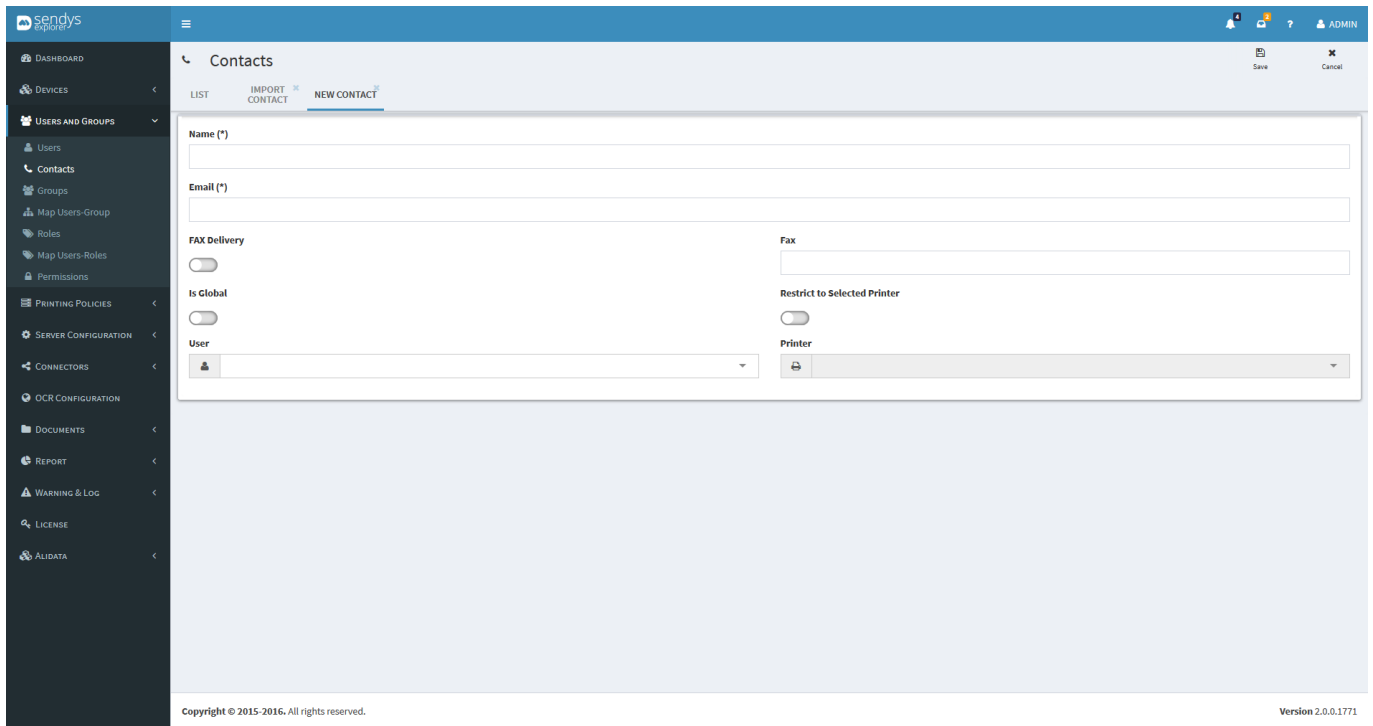 sendys
explorer
4
2
?
ADMIN
DASHBOARD
DEVICES
USERS AND GROUPS
Users
Contacts
Groups
Map Users-Group
Roles
Map Users-Roles
Permissions
PRINTING POLICIES
SERVER CONFIGURATION
CONNECTORS
OCR CONFIGURATION
DOCUMENTS
REPORT
WARNING & LOG
LICENSE
ALIDATA
Contacts
Save
Cancel
LIST
IMPORT
CONTACT
NEW CONTACT
Name (*)
Email (*)
FAX Delivery
Fax
Is Global
Restrict to Selected Printer
User
Printer
Copyright © 2015-2016. All rights reserved.
Version 2.0.0.1771